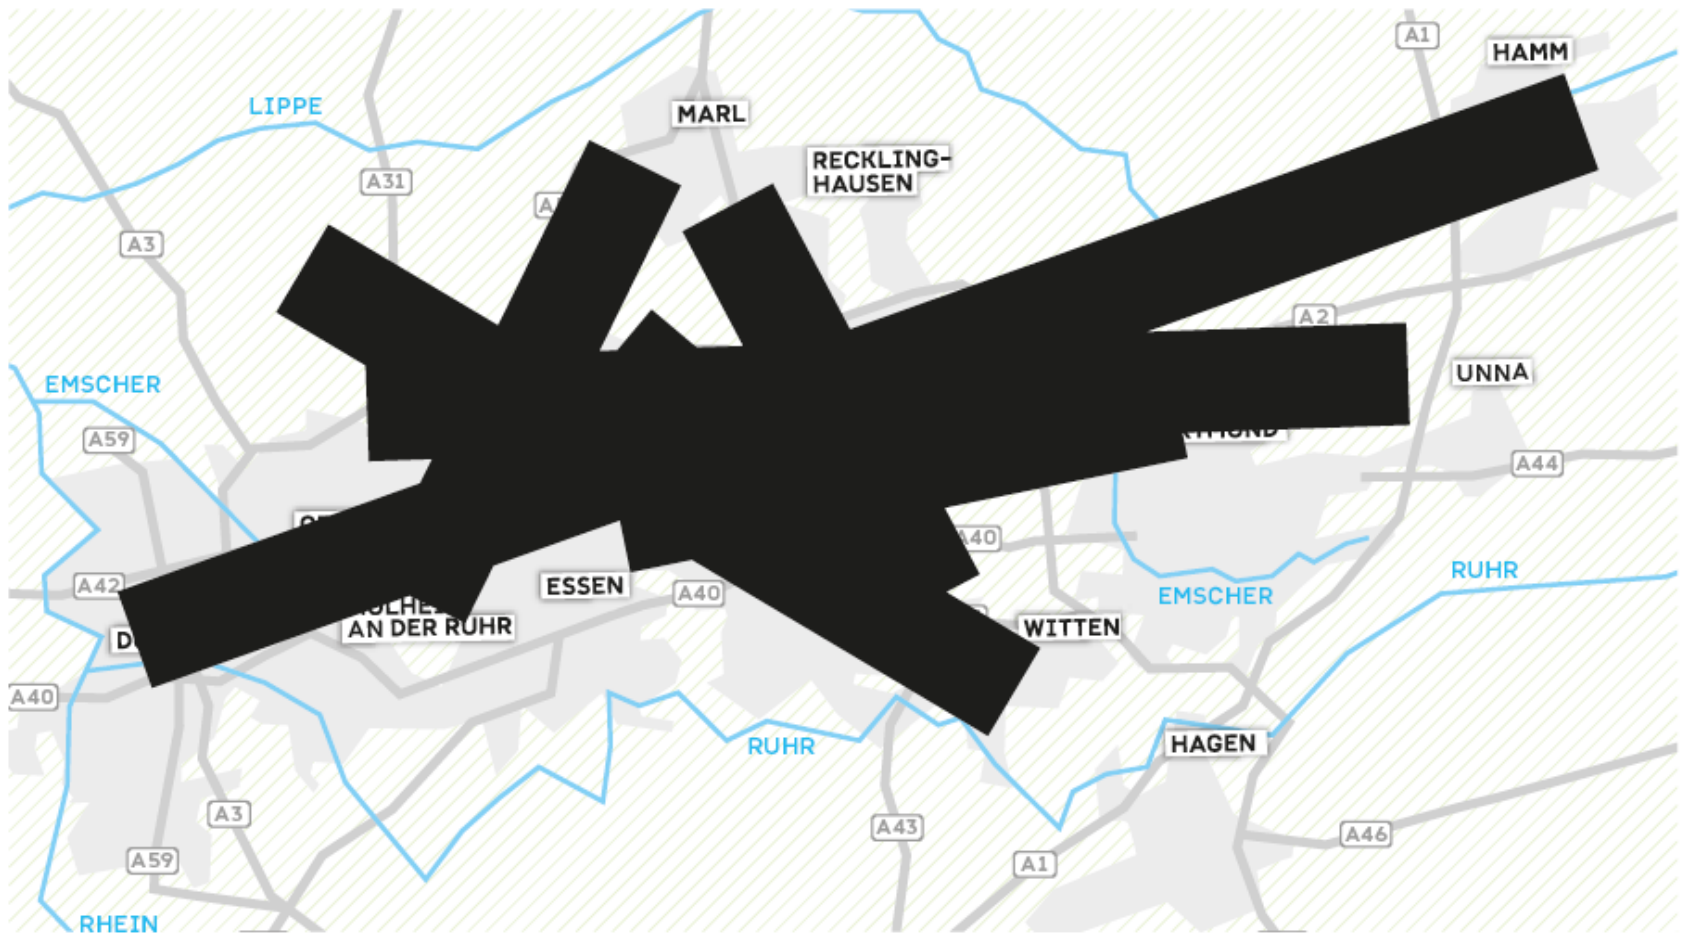 A1
HAMM
LIPPE
MARL
RECKLING-
HAUSEN
A31
A3
A2
UNNA
EMSCHER
A59
A44
A40
A42
ESSEN
A40
RUHR
EMSCHER
AN DER RUHR
WITTEN
A40
HAGEN
RUHR
A3
A43
A46
A59
A1
RHEIN